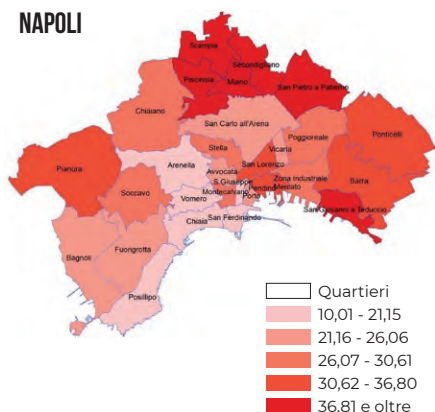 NAPOLI
Scampia
Secondigliano
Piscinola
Miano
San Pietro a Patierno
Chiaiano
San Carlo all'Arena
Poggioreale
Ponticelli
Stella
Vicaria
Arenella
San Lorenzo
Pianura
Avvocata
Zona Industriale
Barra
Soccavo
S.Giuseppe
Pendino
Mercato
Vomero
Montecalvario
Porto
San Giovanni a Teduccio
Chiaia
San Ferdinando
Bagnoli
Fuorigrotta
Posillipo
Quartieri
10,01 - 21,15
21,16 - 26,06
26,07 - 30,61
30,62 - 36,80
36.81 e oltre